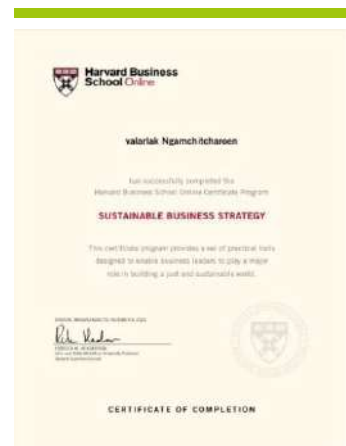 Harvard Business
School Online
valarlak Ngamchitchareen
has successfully completed the
Harvard Business School Online Certificate Program
SUSTAINABLE BUSINESS STRATEGY
This certificate program provides a set of practical tools
designed to enable business leaders to play a major
role in building a just and sustainable world.
CERTIFICATE OF COMPLETION